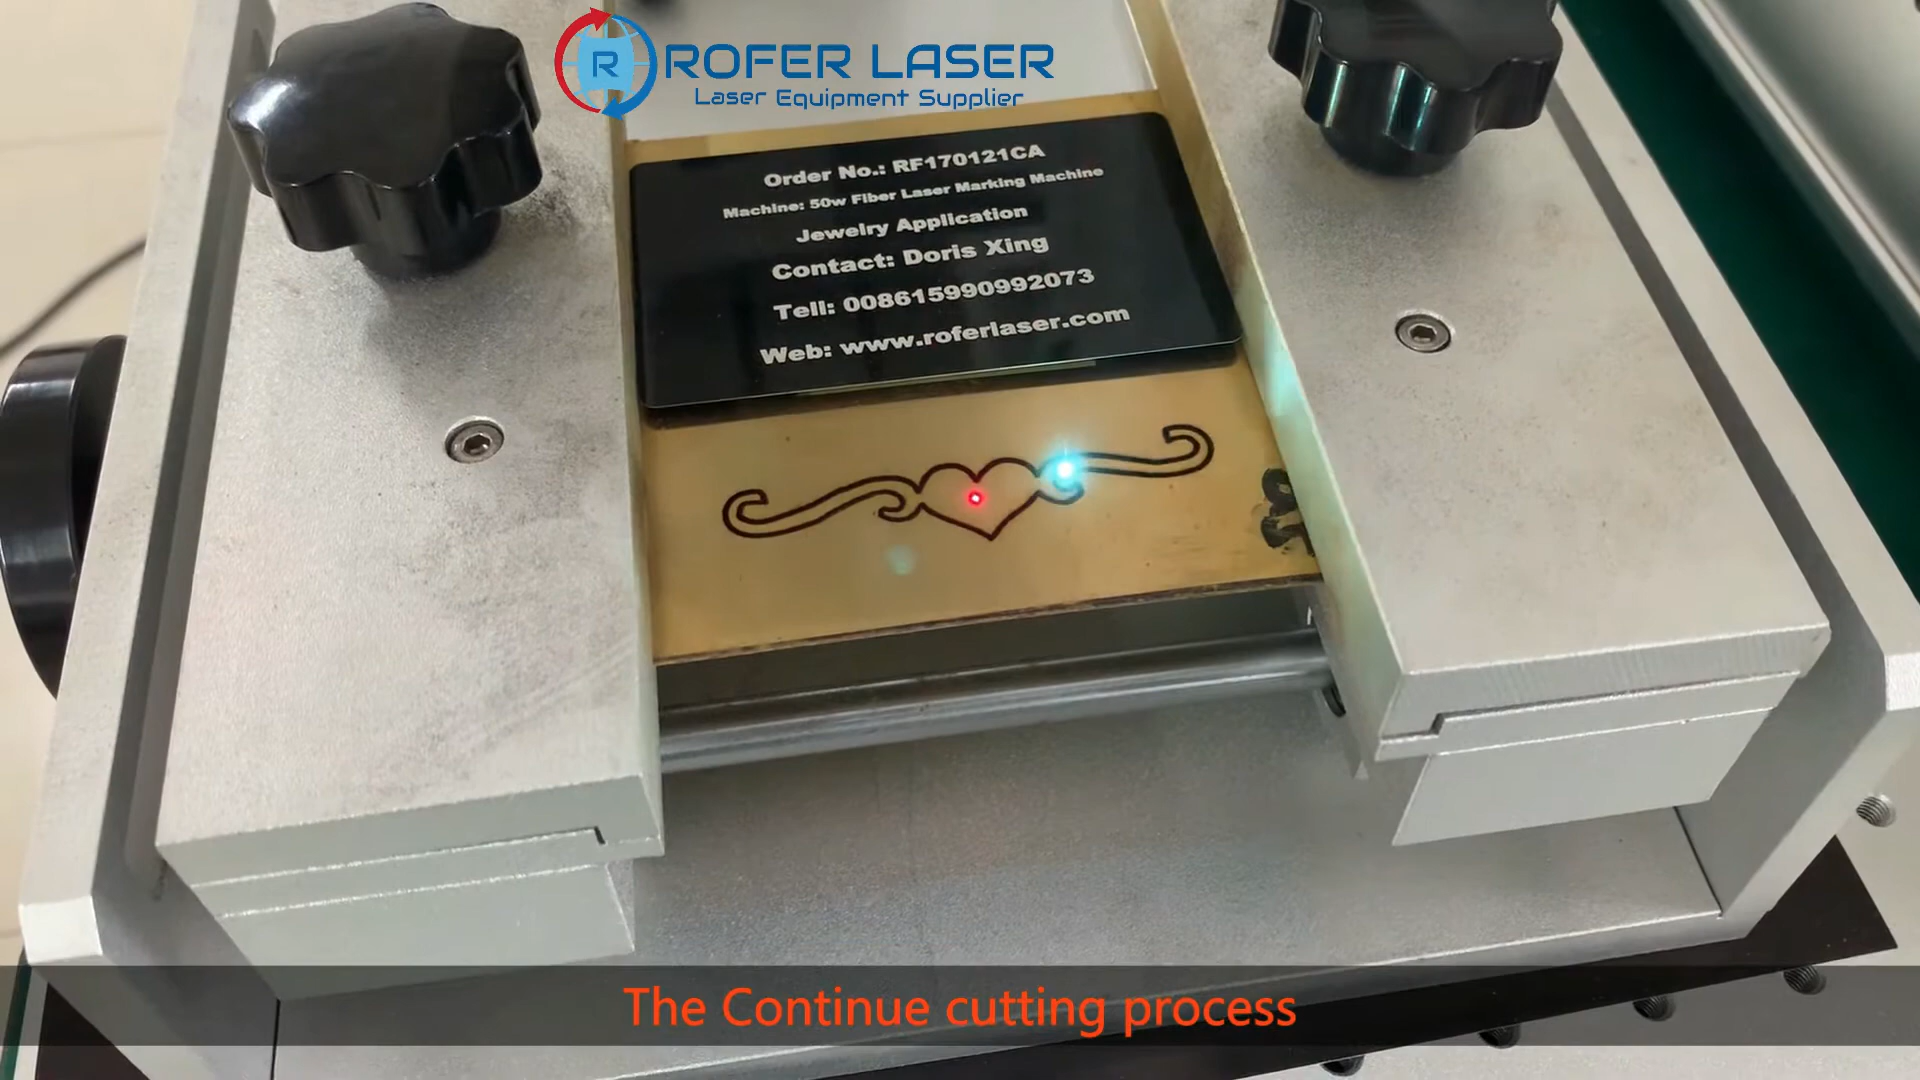 R
ROFER LASER
Laser Equipment Supplier
Order No.: RF170121CA
Machine: 50w Fiber Laser Marking Machine
Jewelry Application
Contact: Doris Xing
Tell: 008615990992073
Web: www.roferlaser.com
The Continue cutting process